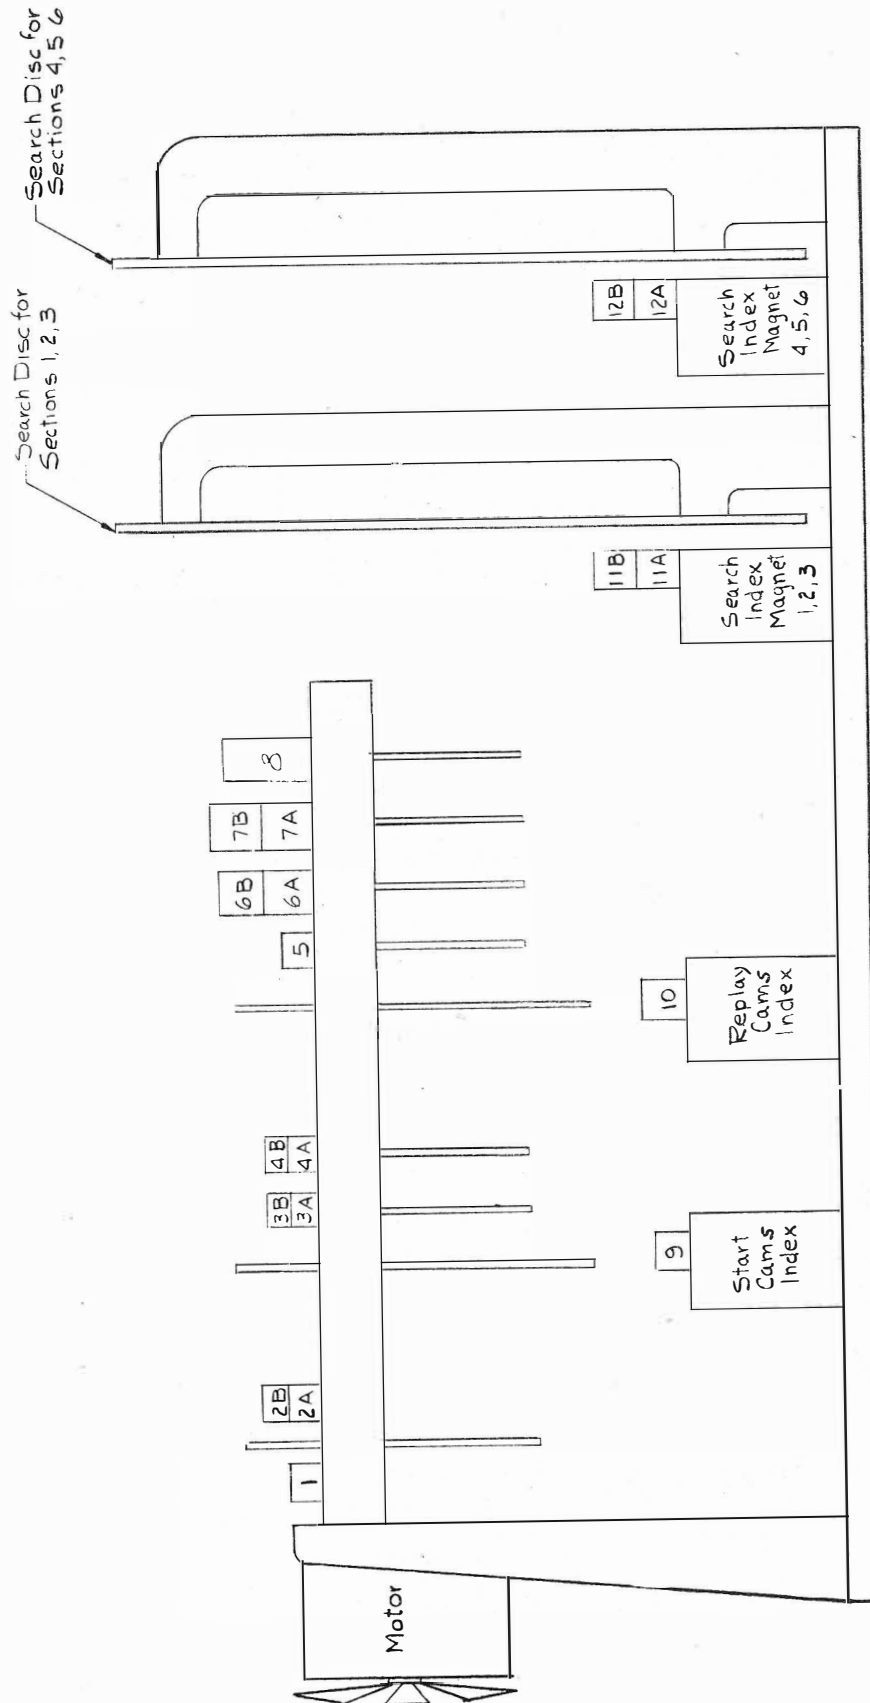 Search Disc for
Sections 4, 5 6
Search Disc for
Sections 1, 2, 3
12B
12A
Search
Index
Magnet
4, 5, 6
11B
11A
Search
Index
Magnet
1, 2, 3
8
7B
7A
6B
6A
5
10
Replay
Cams
Index
4B
4A
3B
3A
9
Start
Cams
Index
2B
2A
1
Motor